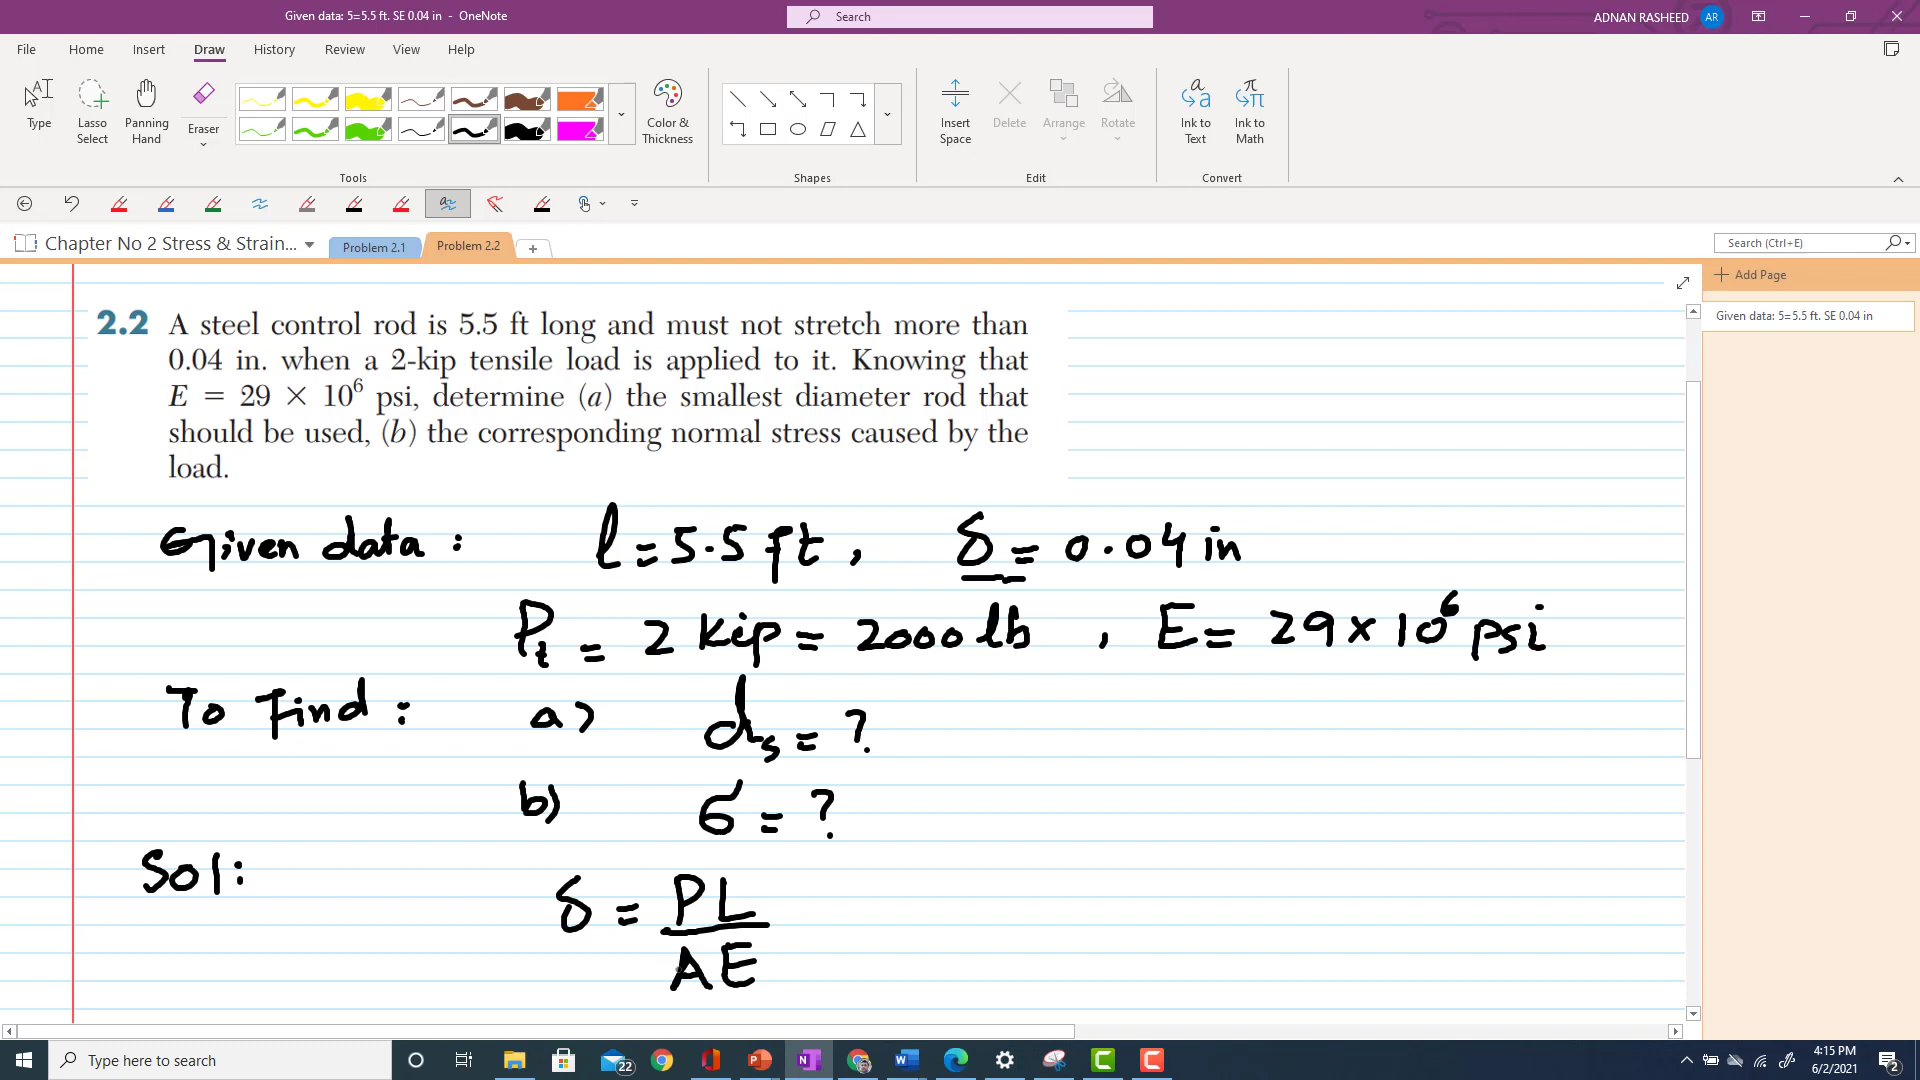 Given data: 5=5.5 ft. SE 0.04 in - OneNote
Search
ADNAN RASHEED AR
File Home Insert Draw History Review View Help
Type
Lasso Select
Panning Hand
Eraser
Color & Thickness
Insert Space
Delete
Arrange
Rotate
Ink to Text
Ink to Math
Tools Shapes Edit Convert
Chapter No 2 Stress & Strain... Problem 2.1 Problem 2.2
Search (Ctrl+E)
Add Page
Given data: 5=5.5 ft. SE 0.04 in
2.2 A steel control rod is 5.5 ft long and must not stretch more than
0.04 in. when a 2-kip tensile load is applied to it. Knowing that
E = 29 × 10⁶ psi, determine (a) the smallest diameter rod that
should be used, (b) the corresponding normal stress caused by the
load.
Given data : l = 5.5 ft , δ = 0.04 in
Pt = 2 kip = 2000 lb , E = 29 × 10⁶ psi
To Find : a) ds = ?
b) σ = ?
Sol:
δ = PL
AE
Type here to search
22
4:15 PM
6/2/2021
2